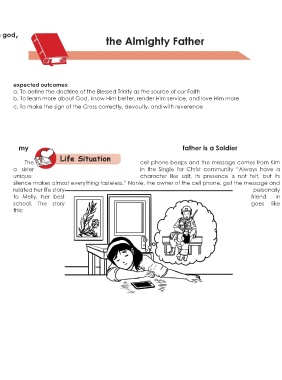 god,
the Almighty Father
expected outcomes:
a. To define the doctrine of the Blessed Trinity as the source of our Faith
b. To learn more about God, know Him better, render Him service, and love Him more
c. To make the sign of the Cross correctly, devoutly, and with reverence
my father is a Soldier
Life Situation
The cell phone beeps and the message comes from Kim
a sister in the Single for Christ community "Always have a
unique character like salt, its presence is not felt, but its
silence makes almost everything tasteless." Nonie, the owner of the cell phone, got the message and
related her life story personally
to Melly, her best friend in
school. The story goes like
this: